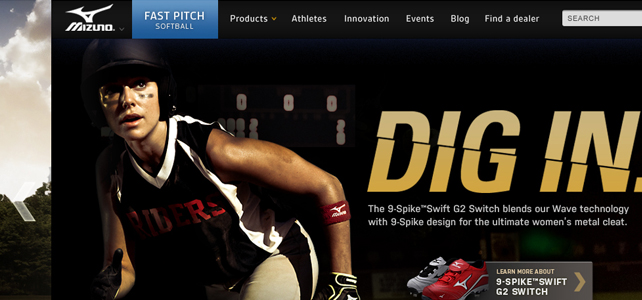 MIZUNO.
FAST PITCH
SOFTBALL
Products
Athletes
Innovation
Events
Blog
Find a dealer
SEARCH
DIG IN.
The 9-Spike™Swift G2 Switch blends our Wave technology
with 9-Spike design for the ultimate women's metal cleat.
RIDERS
LEARN MORE ABOUT
9-SPIKE™SWIFT
G2 SWITCH